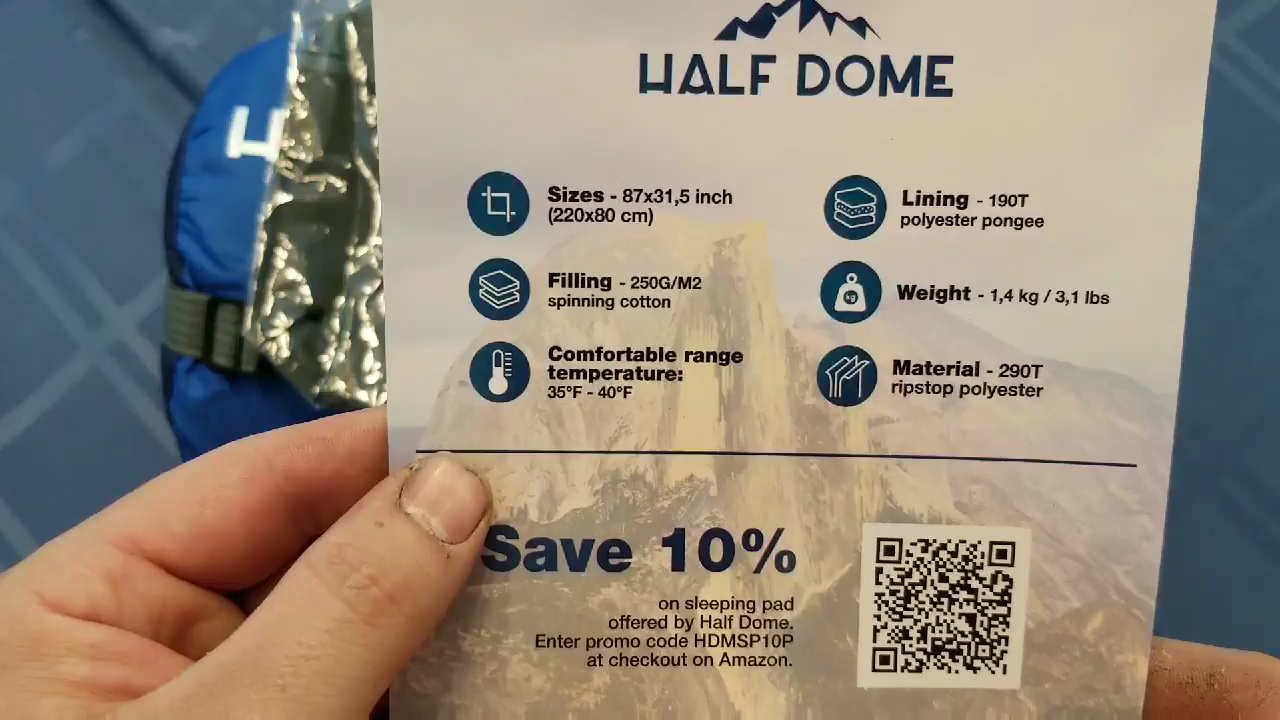 HALF DOME
Sizes - 87x31,5 inch
(220x80 cm)
Filling - 250G/M2
spinning cotton
Comfortable range
temperature:
35°F - 40°F
Lining - 190T
polyester pongee
kg
Weight - 1,4 kg / 3,1 lbs
Material - 290T
ripstop polyester
Save 10%
on sleeping pad
offered by Half Dome.
Enter promo code HDMSP10P
at checkout on Amazon.
H